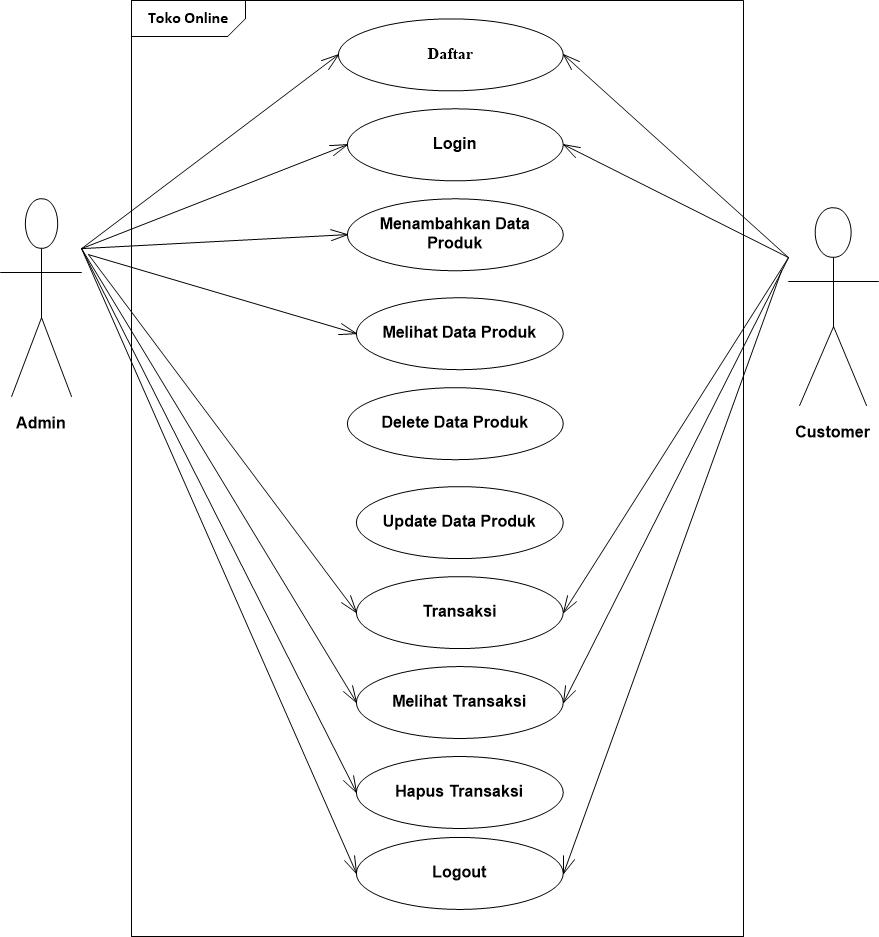 Toko Online
Daftar
Login
Menambahkan Data
Produk
Melihat Data Produk
Delete Data Produk
Update Data Produk
Transaksi
Melihat Transaksi
Hapus Transaksi
Logout
Admin
Customer